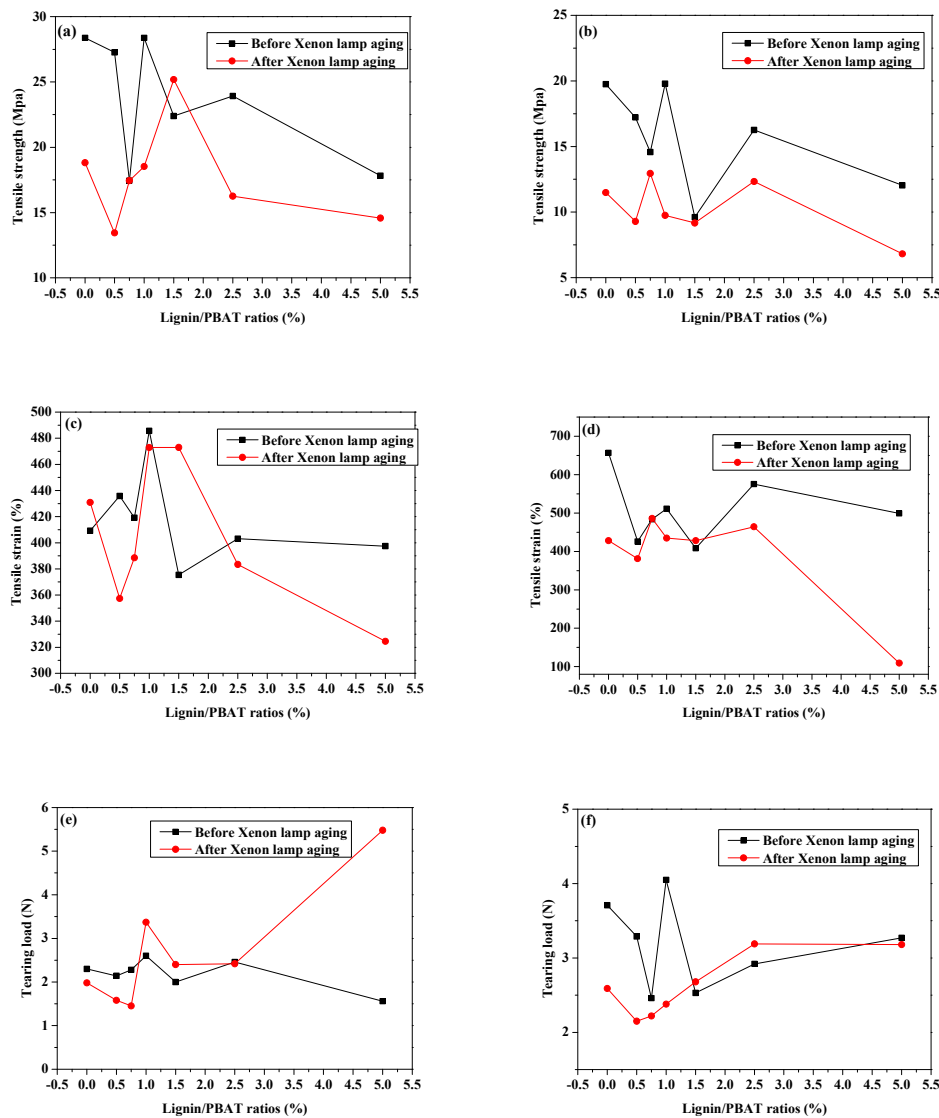 (a)
Before Xenon lamp aging
After Xenon lamp aging
Tensile strength (Mpa)
30
25
20
15
10
-0.5 0.0 0.5 1.0 1.5 2.0 2.5 3.0 3.5 4.0 4.5 5.0 5.5
Lignin/PBAT ratios (%)
(b)
Before Xenon lamp aging
After Xenon lamp aging
Tensile strength (Mpa)
25
20
15
10
5
-0.5 0.0 0.5 1.0 1.5 2.0 2.5 3.0 3.5 4.0 4.5 5.0 5.5
Lignin/PBAT ratios (%)
(c)
Before Xenon lamp aging
After Xenon lamp aging
Tensile strain (%)
500
480
460
440
420
400
380
360
340
320
300
0.0 0.5 1.0 1.5 2.0 2.5 3.0 3.5 4.0 4.5 5.0 5.5
Lignin/PBAT ratios (%)
(d)
Before Xenon lamp aging
After Xenon lamp aging
Tensile strain (%)
700
600
500
400
300
200
100
-0.5 0.0 0.5 1.0 1.5 2.0 2.5 3.0 3.5 4.0 4.5 5.0 5.5
Lignin/PBAT ratios (%)
(e)
Before Xenon lamp aging
After Xenon lamp aging
Tearing load (N)
6
5
4
3
2
1
0
-0.5 0.0 0.5 1.0 1.5 2.0 2.5 3.0 3.5 4.0 4.5 5.0 5.5
Lignin/PBAT ratios (%)
(f)
Before Xenon lamp aging
After Xenon lamp aging
Tearing load (N)
5
4
3
2
-0.5 0.0 0.5 1.0 1.5 2.0 2.5 3.0 3.5 4.0 4.5 5.0 5.5
Lignin/PBAT ratios (%)